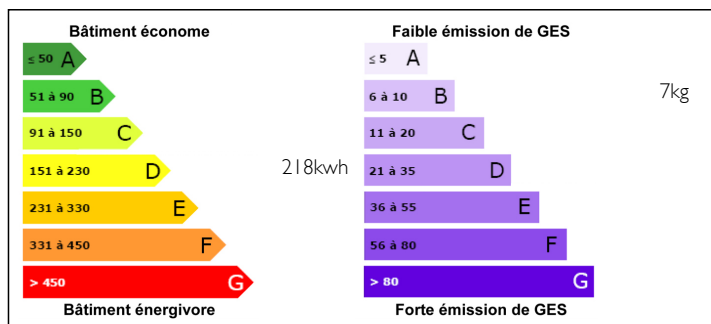 Bâtiment économe
≤ 50 A
51 à 90 B
91 à 150 C
151 à 230 D
218kwh
231 à 330 E
331 à 450 F
> 450 G
Bâtiment énergivore
Faible émission de GES
≤ 5 A
6 à 10 B
7kg
11 à 20 C
21 à 35 D
36 à 55 E
56 à 80 F
> 80 G
Forte émission de GES